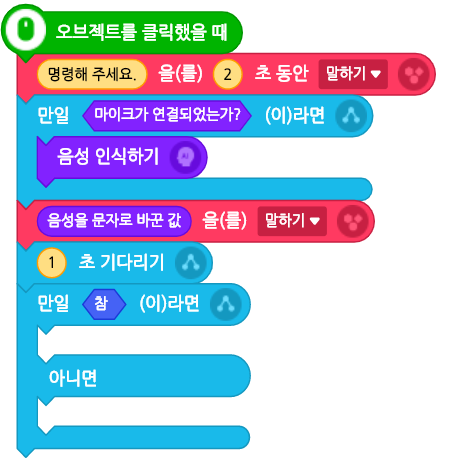 오브젝트를 클릭했을 때
명령해 주세요. 을(를) 2 초 동안 말하기
만일 마이크가 연결되었는가? (이)라면
음성 인식하기
음성을 문자로 바꾼 값 을(를) 말하기
1 초 기다리기
만일 참 (이)라면
아니면